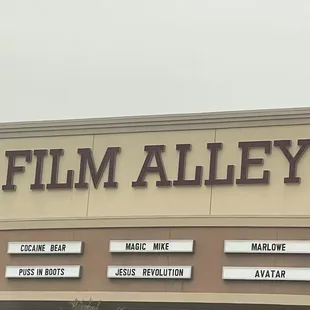 FILM ALLEY
COCAINE BEAR
MAGIC MIKE
MARLOWE
PUSS IN BOOTS
JESUS REVOLUTION
AVATAR